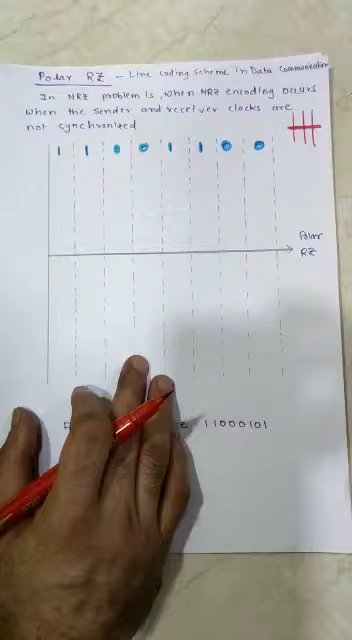 Polar RZ - Line coding scheme in Data Communication
In NRZ problem is, when NRZ encoding occurs
when the sender and receiver clocks are
not synchronized
1 1 0 0 1 1 0 0
Polar
RZ
11000101